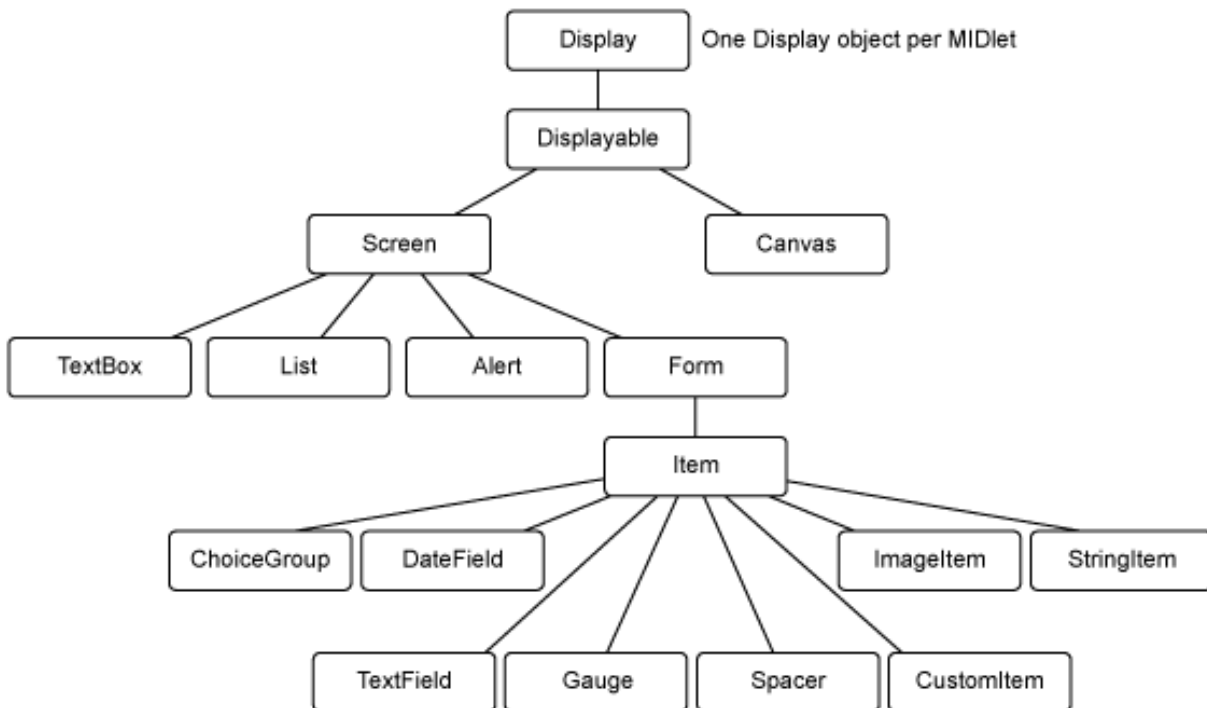 Display
One Display object per MIDlet
Displayable
Screen
Canvas
TextBox
List
Alert
Form
Item
ChoiceGroup
DateField
ImageItem
StringItem
TextField
Gauge
Spacer
CustomItem